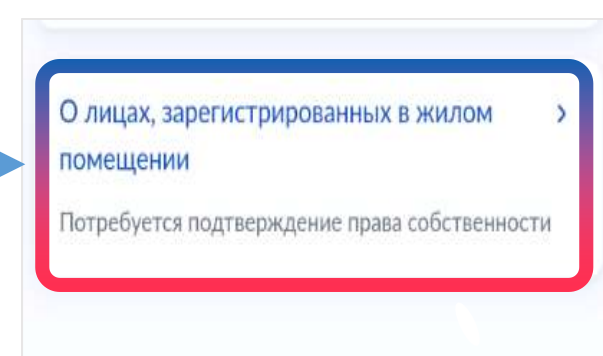 О лицах, зарегистрированных в жилом
помещении
Потребуется подтверждение права собственности